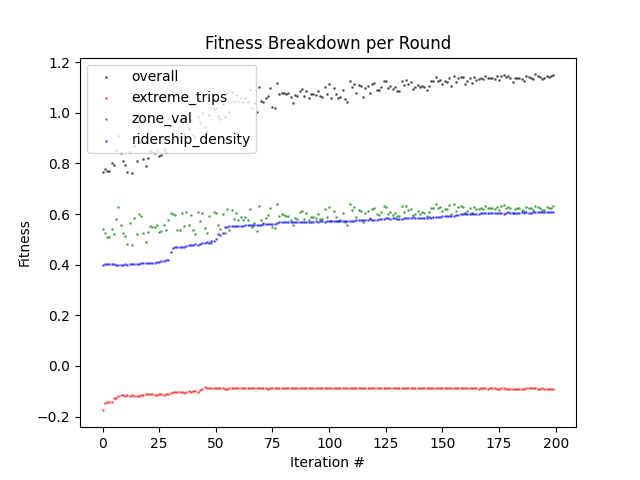 Fitness Breakdown per Round
overall
extreme_trips
zone_val
ridership_density
Fitness
1.2
1.0
0.8
0.6
0.4
0.2
0.0
−0.2
0
25
50
75
100
125
150
175
200
Iteration #